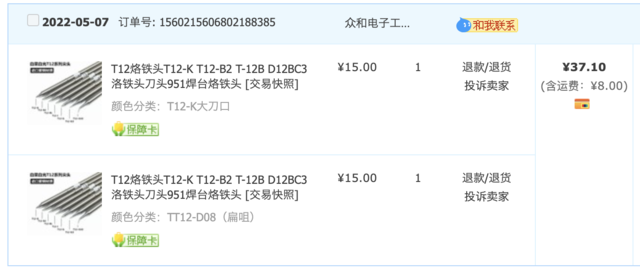 2022-05-07 订单号: 1560215606802188385 众和电子工... 和我联系
T12烙铁头T12-K T12-B2 T-12B D12BC3 ¥15.00 1 退款/退货 ¥37.10
洛铁头刀头951焊台烙铁头 [交易快照] 投诉卖家 (含运费: ¥8.00)
颜色分类: T12-K大刀口
保障卡
T12烙铁头T12-K T12-B2 T-12B D12BC3 ¥15.00 1 退款/退货
洛铁头刀头951焊台烙铁头 [交易快照] 投诉卖家
颜色分类: TT12-D08（扁咀）
保障卡